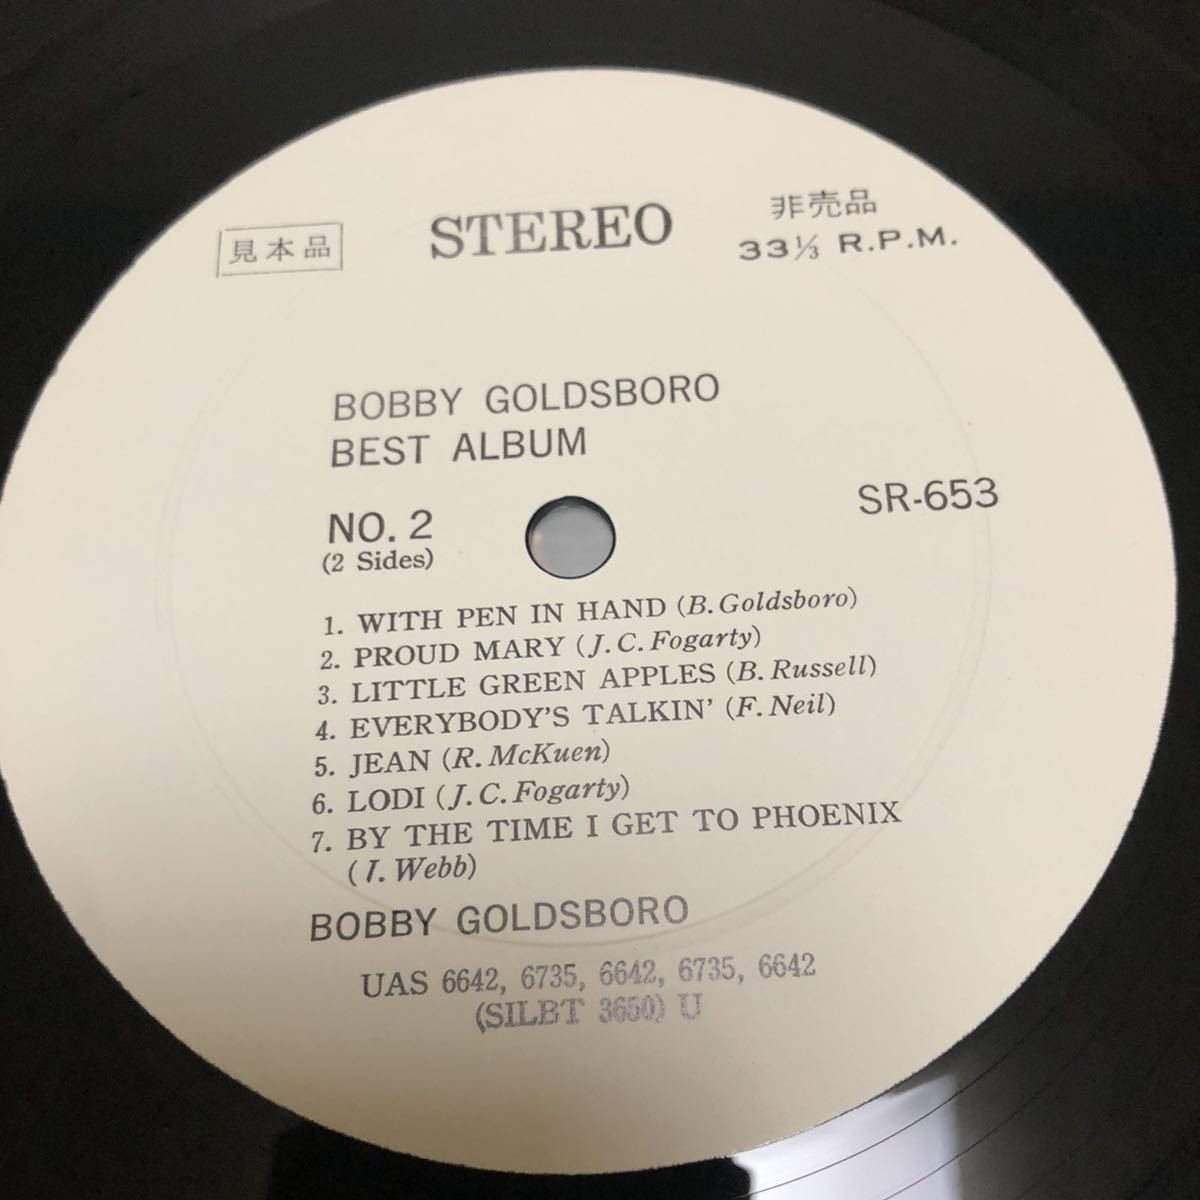 見本品
STEREO
非売品
33⅓ R.P.M.
BOBBY GOLDSBORO
BEST ALBUM
NO. 2
(2 Sides)
SR-653
1. WITH PEN IN HAND (B. Goldsboro)
2. PROUD MARY (J. C. Fogarty)
3. LITTLE GREEN APPLES (B. Russell)
4. EVERYBODY'S TALKIN' (F. Neil)
5. JEAN (R. McKuen)
6. LODI (J. C. Fogarty)
7. BY THE TIME I GET TO PHOENIX
(I. Webb)
BOBBY GOLDSBORO
UAS 6642, 6735, 6642, 6735, 6642
(SILBT 3650) U